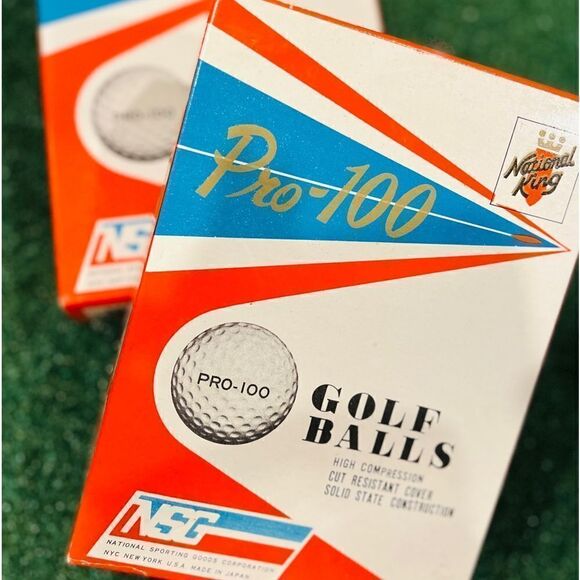 PRO-100
NSG
Pro-100
National
King
PRO-100
GOLF
BALLS
HIGH COMPRESSION
CUT RESISTANT COVER
SOLID STATE CONSTRUCTION
NSG
NATIONAL SPORTING GOODS CORPORATION
NYC NEW YORK U.S.A. MADE IN JAPAN